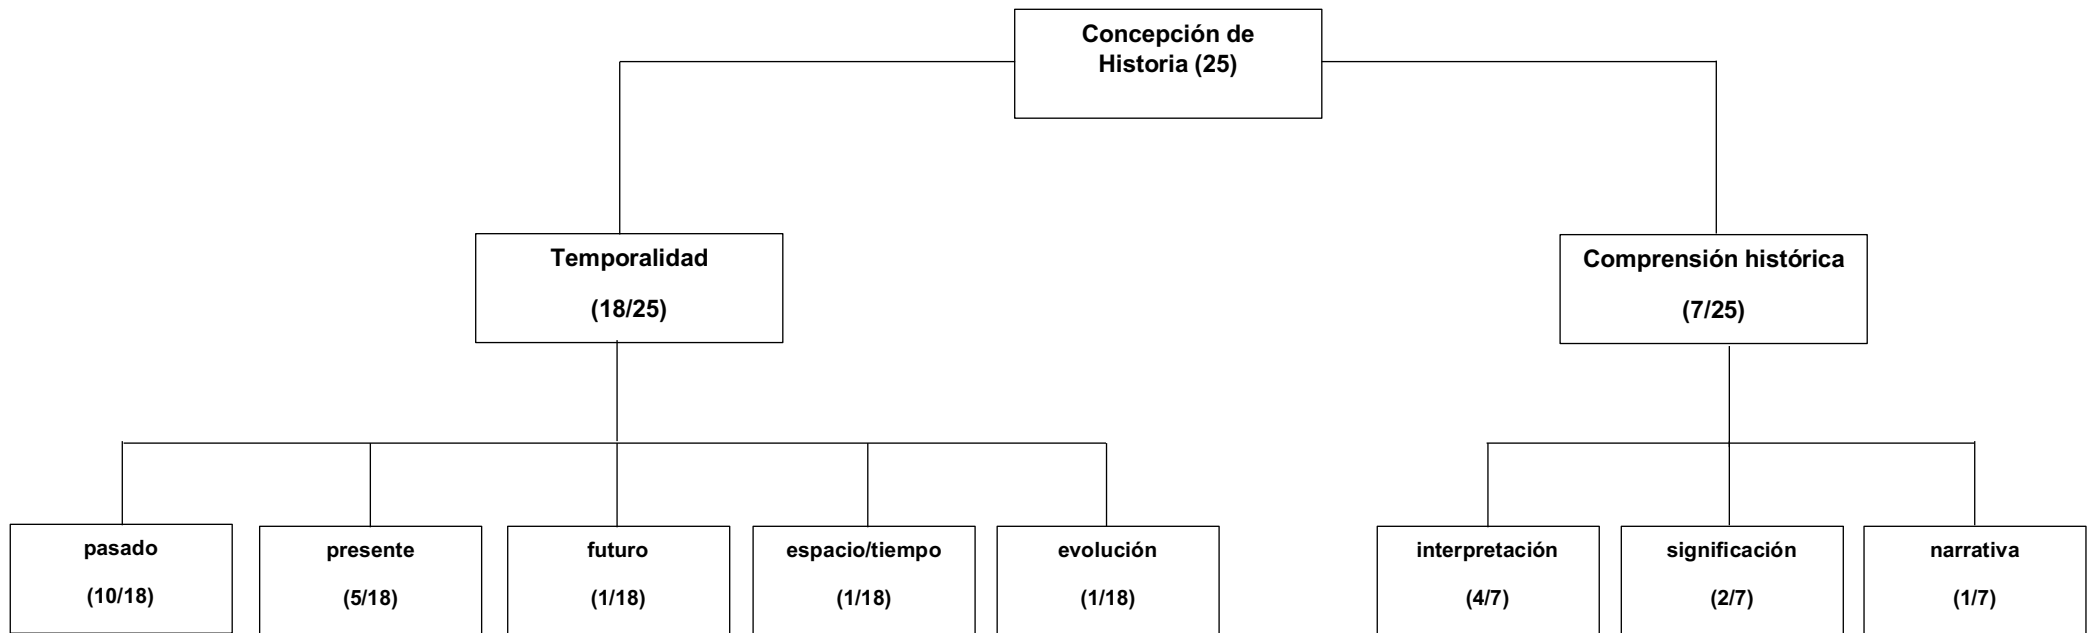 Concepción de
Historia (25)
Temporalidad
(18/25)
Comprensión histórica
(7/25)
pasado
(10/18)
presente
(5/18)
futuro
(1/18)
espacio/tiempo
(1/18)
evolución
(1/18)
interpretación
(4/7)
significación
(2/7)
narrativa
(1/7)